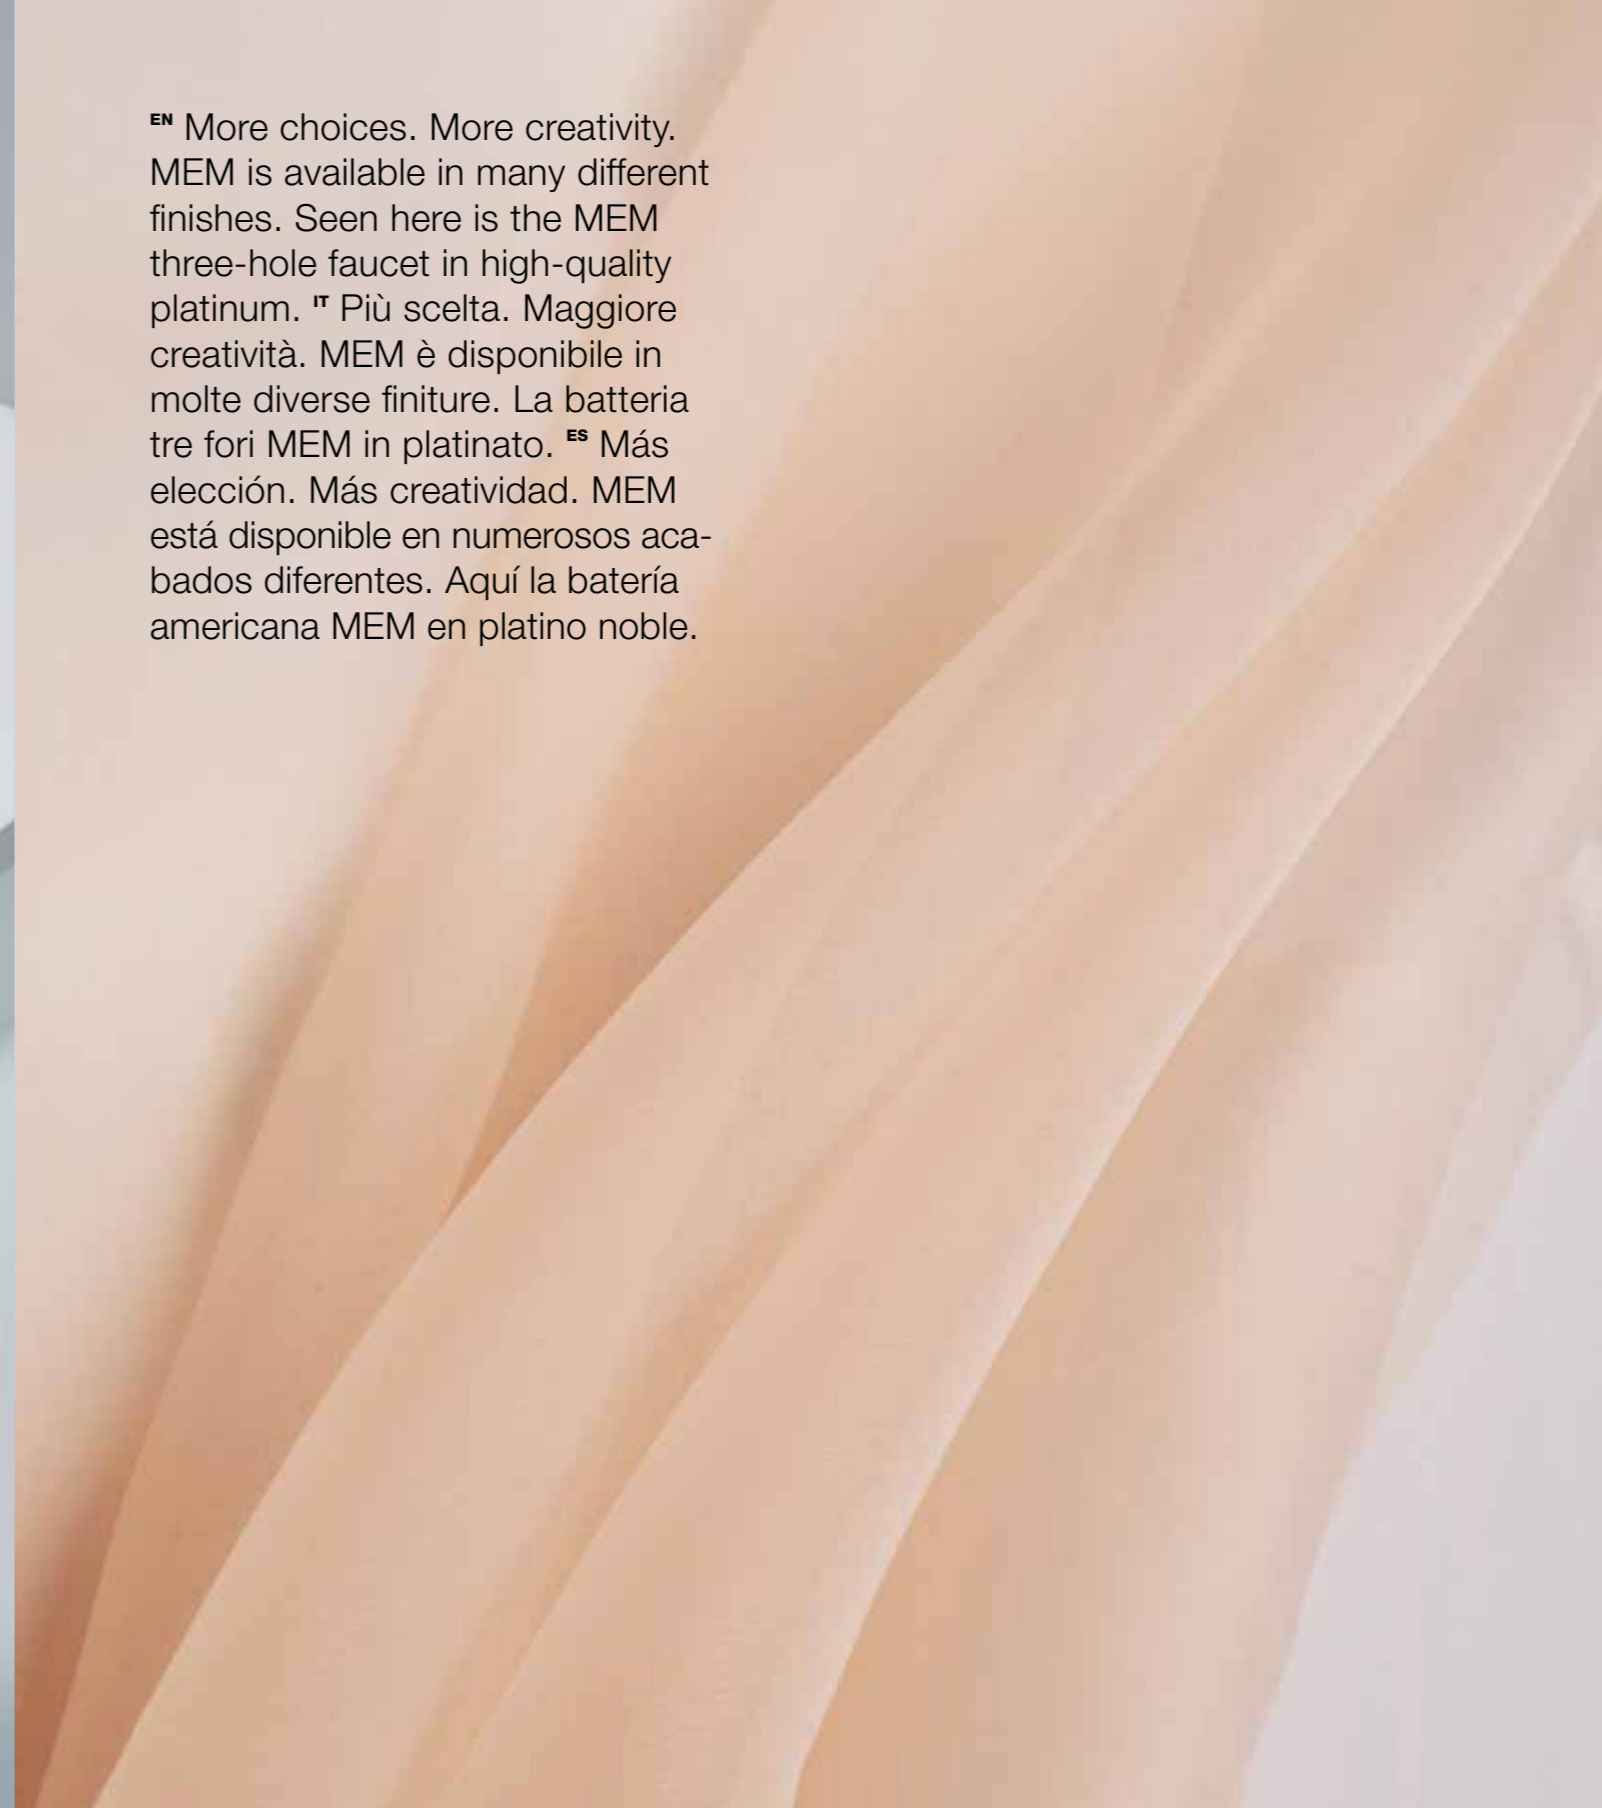 EN More choices. More creativity.
MEM is available in many different
finishes. Seen here is the MEM
three-hole faucet in high-quality
platinum. IT Più scelta. Maggiore
creatività. MEM è disponibile in
molte diverse finiture. La batteria
tre fori MEM in platinato. ES Más
elección. Más creatividad. MEM
está disponible en numerosos aca-
bados diferentes. Aquí la batería
americana MEM en platino noble.